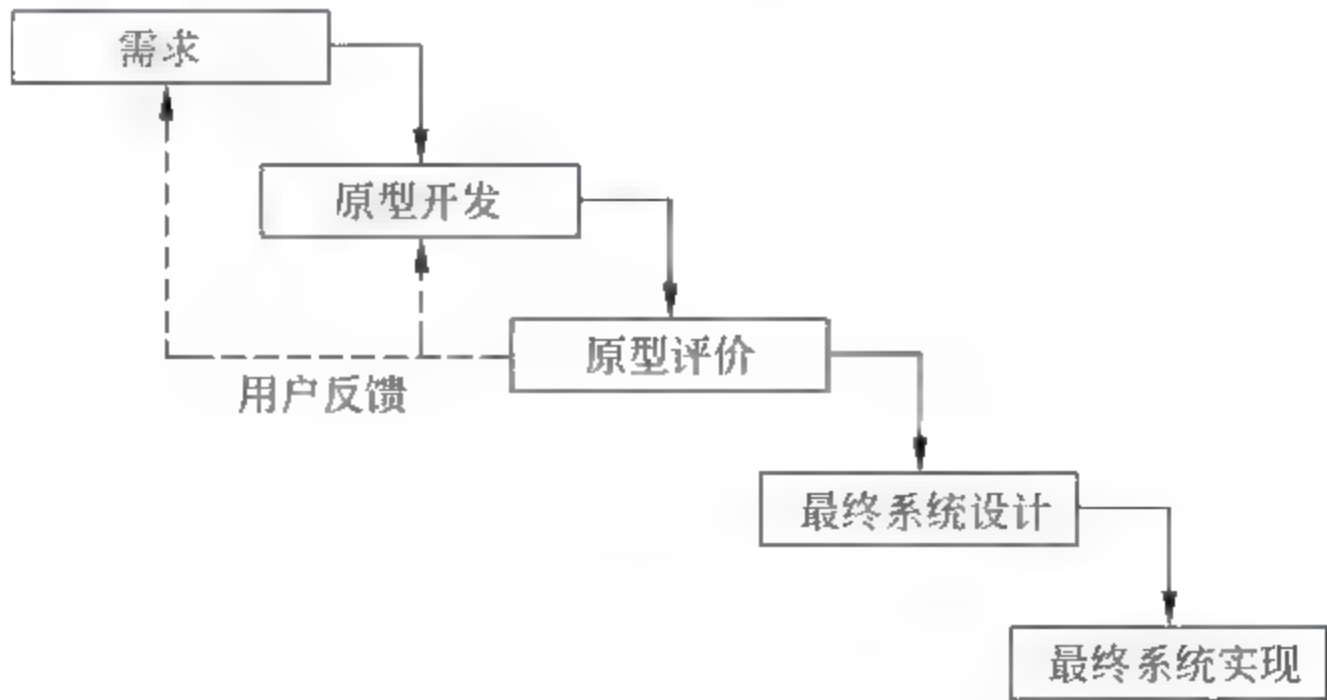 需求
原型开发
原型评价
用户反馈
最终系统设计
最终系统实现